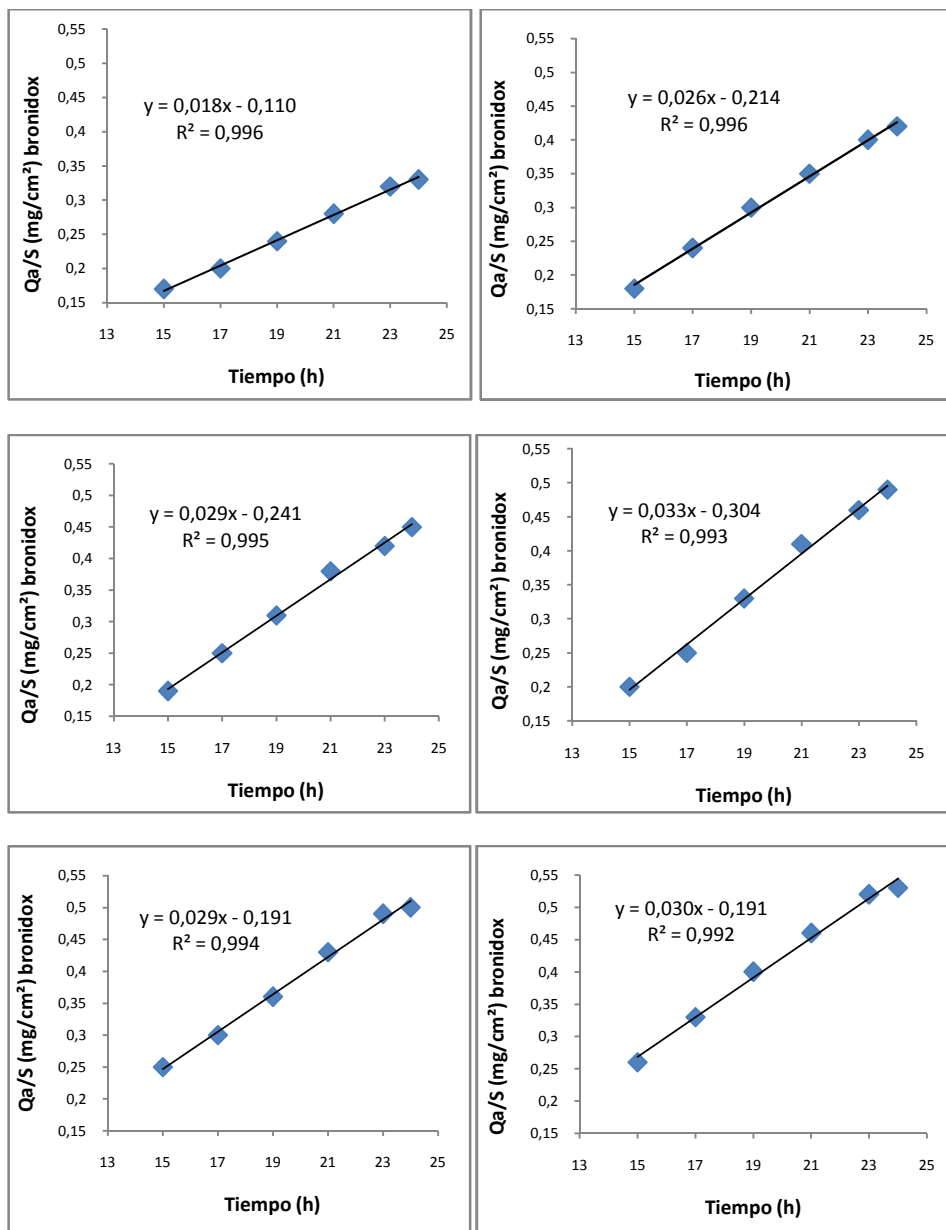 Qa/S (mg/cm²) bronidox
0,55
0,5
0,45
0,4
0,35
0,3
0,25
0,2
0,15
y = 0,018x - 0,110
R² = 0,996
13 15 17 19 21 23 25
Tiempo (h)
Qa/S (mg/cm²) bronidox
0,55
0,5
0,45
0,4
0,35
0,3
0,25
0,2
0,15
y = 0,026x - 0,214
R² = 0,996
13 15 17 19 21 23 25
Tiempo (h)
Qa/S (mg/cm²) bronidox
0,55
0,5
0,45
0,4
0,35
0,3
0,25
0,2
0,15
y = 0,029x - 0,241
R² = 0,995
13 15 17 19 21 23 25
Tiempo (h)
Qa/S (mg/cm²) bronidox
0,55
0,5
0,45
0,4
0,35
0,3
0,25
0,2
0,15
y = 0,033x - 0,304
R² = 0,993
13 15 17 19 21 23 25
Tiempo (h)
Qa/S (mg/cm²) bronidox
0,55
0,5
0,45
0,4
0,35
0,3
0,25
0,2
0,15
y = 0,029x - 0,191
R² = 0,994
13 15 17 19 21 23 25
Tiempo (h)
Qa/S (mg/cm²) bronidox
0,55
0,5
0,45
0,4
0,35
0,3
0,25
0,2
0,15
y = 0,030x - 0,191
R² = 0,992
13 15 17 19 21 23 25
Tiempo (h)